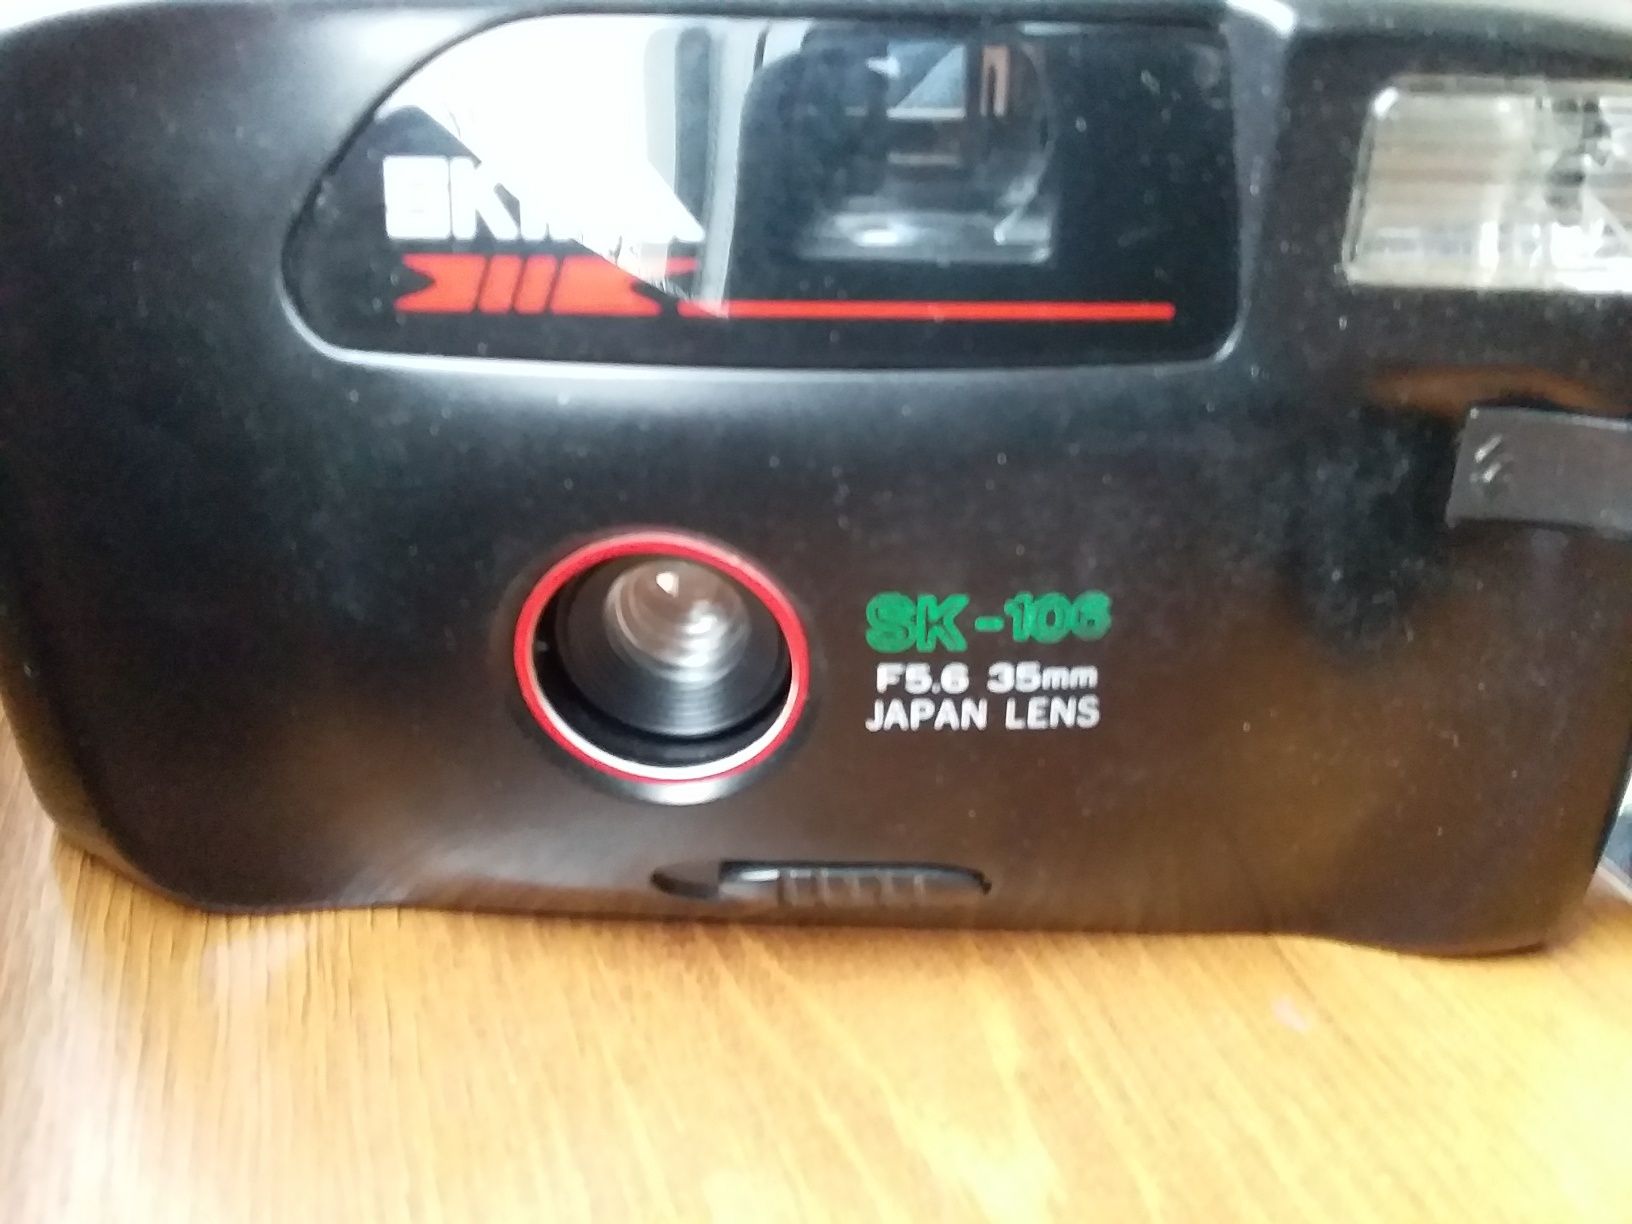 SK-106
F5.6 35mm
JAPAN LENS